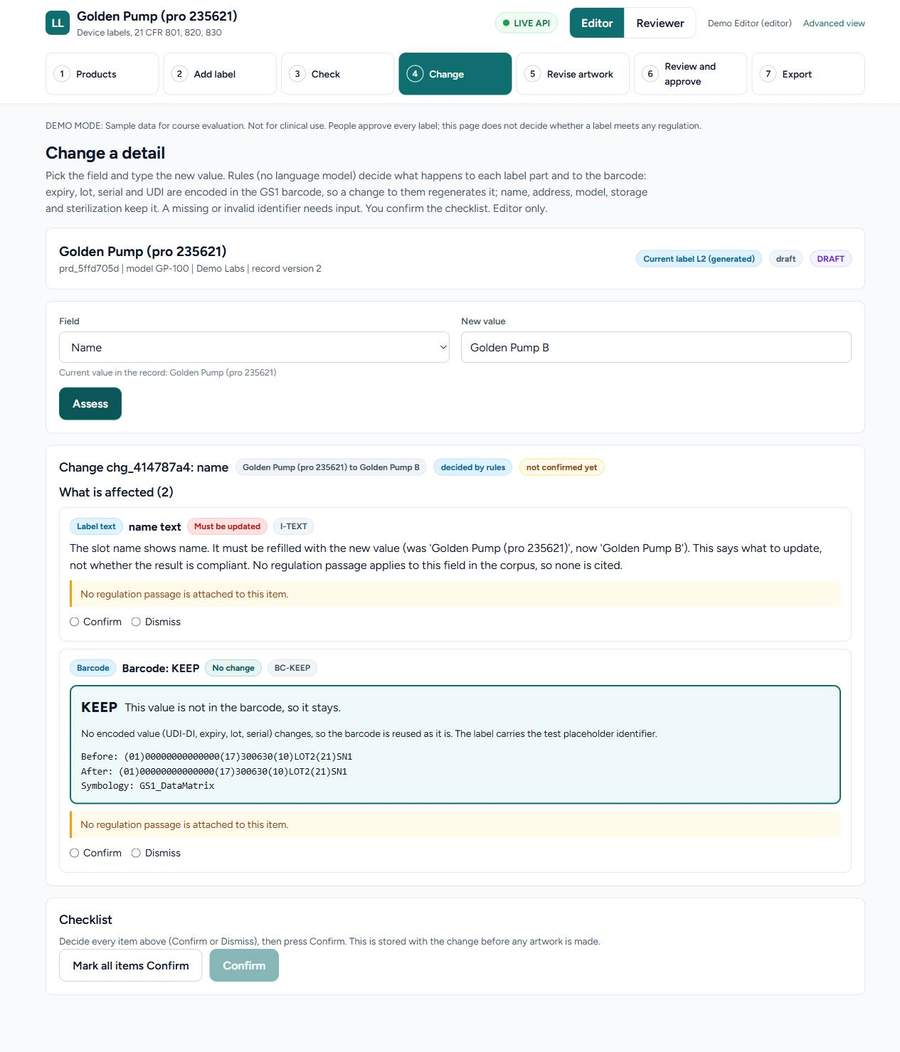 LL
Golden Pump (pro 235621)
Device labels, 21 CFR 801, 820, 830
LIVE API
Editor
Reviewer
Demo Editor (editor)
Advanced view
1 Products
2 Add label
3 Check
4 Change
5 Revise artwork
6 Review and
approve
7 Export
DEMO MODE: Sample data for course evaluation. Not for clinical use. People approve every label; this page does not decide whether a label meets any regulation.
Change a detail
Pick the field and type the new value. Rules (no language model) decide what happens to each label part and to the barcode:
expiry, lot, serial and UDI are encoded in the GS1 barcode, so a change to them regenerates it; name, address, model, storage
and sterilization keep it. A missing or invalid identifier needs input. You confirm the checklist. Editor only.
Golden Pump (pro 235621)
prd_5ffd705d | model GP-100 | Demo Labs | record version 2
Current label L2 (generated)
draft
DRAFT
Field
New value
Name
Golden Pump B
Current value in the record: Golden Pump (pro 235621)
Assess
Change chg_414787a4: name
Golden Pump (pro 235621) to Golden Pump B
decided by rules
not confirmed yet
What is affected (2)
Label text
name text
Must be updated
I-TEXT
The slot name shows name. It must be refilled with the new value (was 'Golden Pump (pro 235621)', now 'Golden Pump B'). This says what to update,
not whether the result is compliant. No regulation passage applies to this field in the corpus, so none is cited.
No regulation passage is attached to this item.
Confirm
Dismiss
Barcode
Barcode: KEEP
No change
BC-KEEP
KEEP This value is not in the barcode, so it stays.
No encoded value (UDI-DI, expiry, lot, serial) changes, so the barcode is reused as it is. The label carries the test placeholder identifier.
Before: (01)00000000000000(17)300630(10)LOT2(21)SN1
After: (01)00000000000000(17)300630(10)LOT2(21)SN1
Symbology: GS1_DataMatrix
No regulation passage is attached to this item.
Confirm
Dismiss
Checklist
Decide every item above (Confirm or Dismiss), then press Confirm. This is stored with the change before any artwork is made.
Mark all items Confirm
Confirm